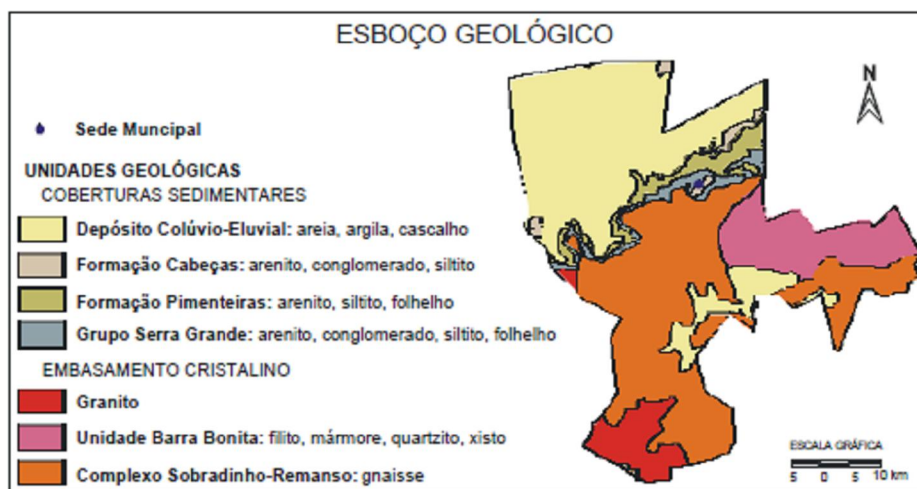 ESBOÇO GEOLÓGICO
N
Sede Muncipal
UNIDADES GEOLÓGICAS
COBERTURAS SEDIMENTARES
Depósito Colúvio-Eluvial: areia, argila, cascalho
Formação Cabeças: arenito, conglomerado, siltito
Formação Pimenteiras: arenito, siltito, folhelho
Grupo Serra Grande: arenito, conglomerado, siltito, folhelho
EMBASAMENTO CRISTALINO
Granito
Unidade Barra Bonita: filito, mármore, quartzito, xisto
Complexo Sobradinho-Remanso: gnaisse
ESCALA GRÁFICA
5 0 5 10 km